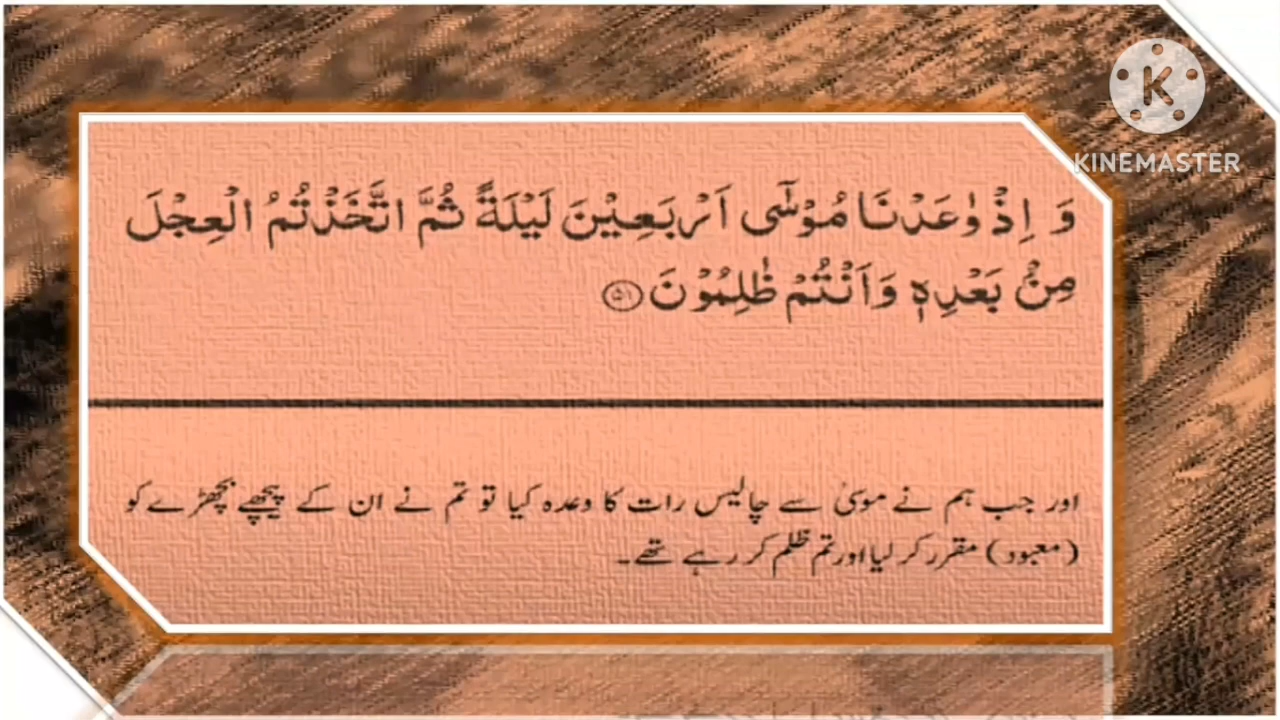 KINEMASTER
وَ اِذْ وٰعَدْنَا مُوْسٰٓى اَرْبَعِيْنَ لَيْلَةً ثُمَّ اتَّخَذْتُمُ الْعِجْلَ
مِنْۢ بَعْدِهٖ وَاَنْتُمْ ظٰلِمُوْنَ ﴿۵۱﴾
اور جب ہم نے موسیٰ سے چالیس رات کا وعدہ کیا تو تم نے ان کے پیچھے بچھڑے کو
(معبود) مقرر کر لیا اور تم ظلم کر رہے تھے۔